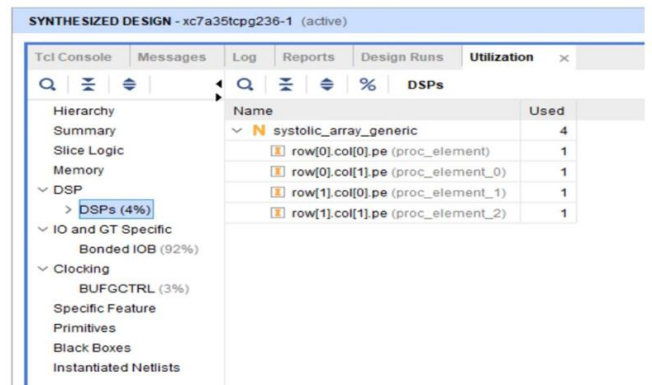 SYNTHESIZED DESIGN - xc7a35tcpg236-1 (active)
Tcl Console Messages Log Reports Design Runs Utilization ×
% DSPs
Hierarchy
Summary
Slice Logic
Memory
DSP
DSPs (4%)
IO and GT Specific
Bonded IOB (92%)
Clocking
BUFGCTRL (3%)
Specific Feature
Primitives
Black Boxes
Instantiated Netlists
Name Used
N systolic_array_generic 4
row[0].col[0].pe (proc_element) 1
row[0].col[1].pe (proc_element_0) 1
row[1].col[0].pe (proc_element_1) 1
row[1].col[1].pe (proc_element_2) 1